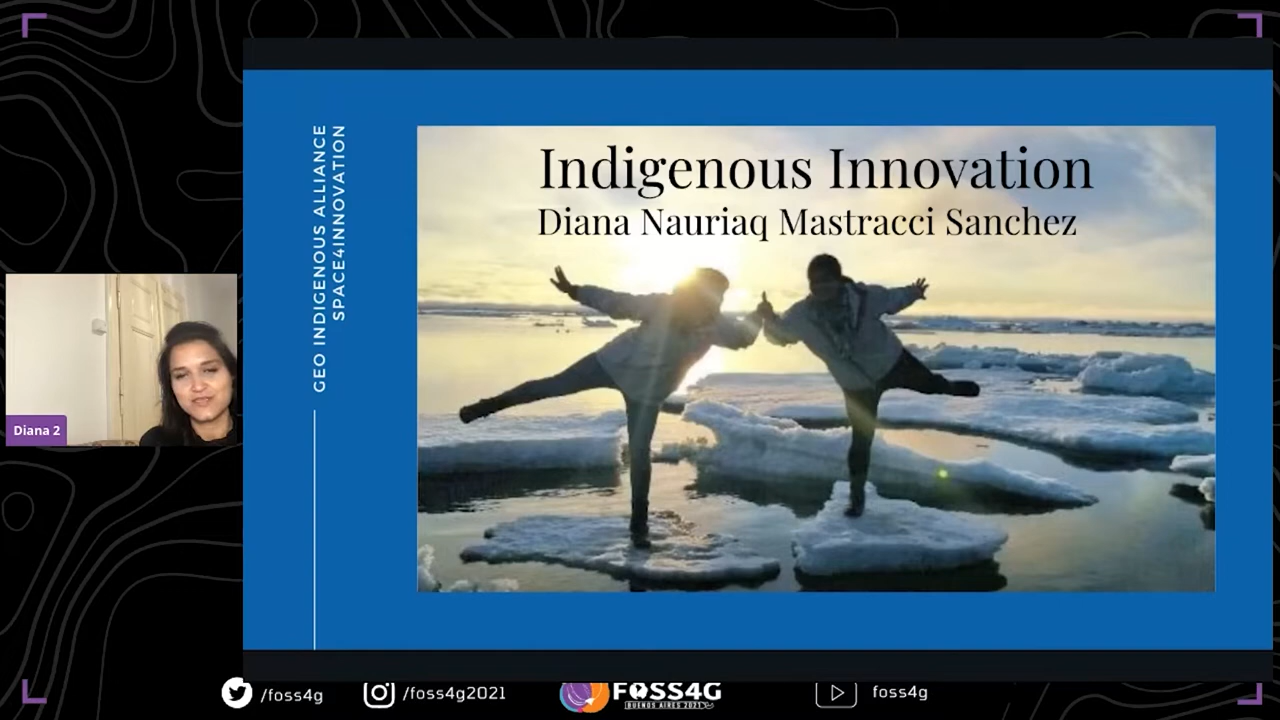 Indigenous Innovation
Diana Nauriaq Mastracci Sanchez
GEO INDIGENOUS ALLIANCE
SPACE4INNOVATION
Diana 2
/foss4g
/foss4g2021
FOSS4G
BUENOS AIRES 2021
foss4g